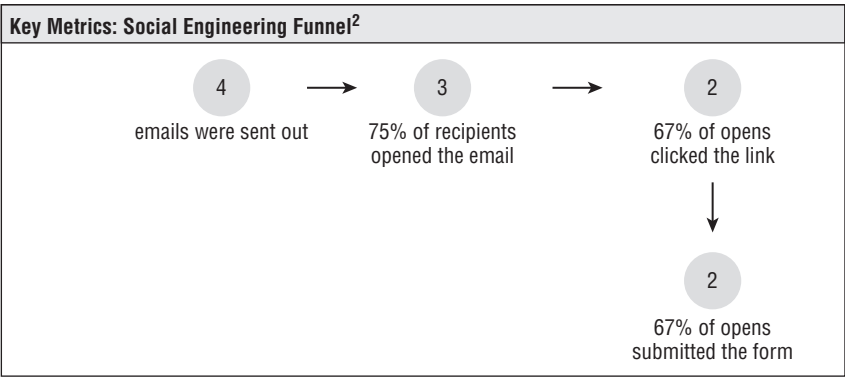 Key Metrics: Social Engineering Funnel2
4
emails were sent out
3
75% of recipients
opened the email
2
67% of opens
clicked the link
2
67% of opens
submitted the form